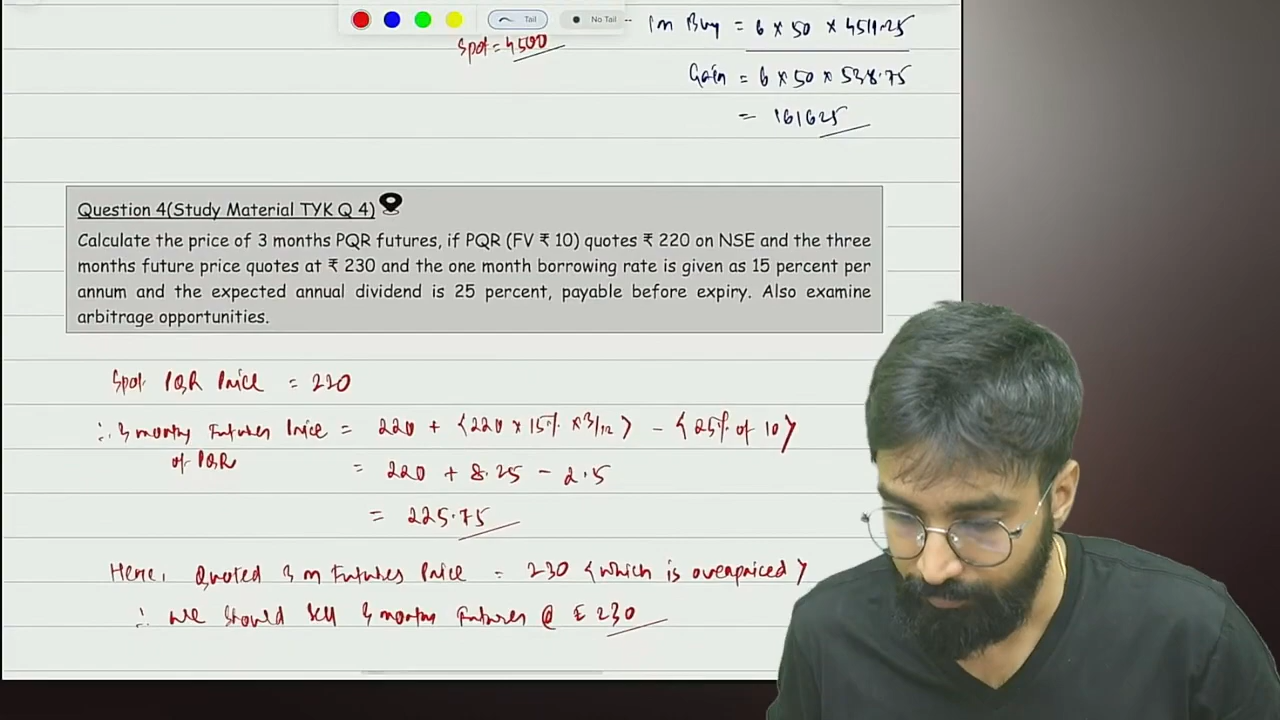 Tail
No Tail
Spot = 4500
Im Buy = 6 × 50 × 4511.25
Gain = 6 × 50 × 538.75
= 161625
Question 4(Study Material TYK Q 4)
Calculate the price of 3 months PQR futures, if PQR (FV ₹ 10) quotes ₹ 220 on NSE and the three
months future price quotes at ₹ 230 and the one month borrowing rate is given as 15 percent per
annum and the expected annual dividend is 25 percent, payable before expiry. Also examine
arbitrage opportunities.
Spot PQR Price = 220
∴ 3 months Futures Price = 220 + (220 × 15% × 3/12) - (25% of 10)
of PQR
= 220 + 8.25 - 2.5
= 225.75
Here, Quoted 3 m Futures Price = 230 (which is overpriced)
∴ we should sell 3 months Futures @ ₹ 230